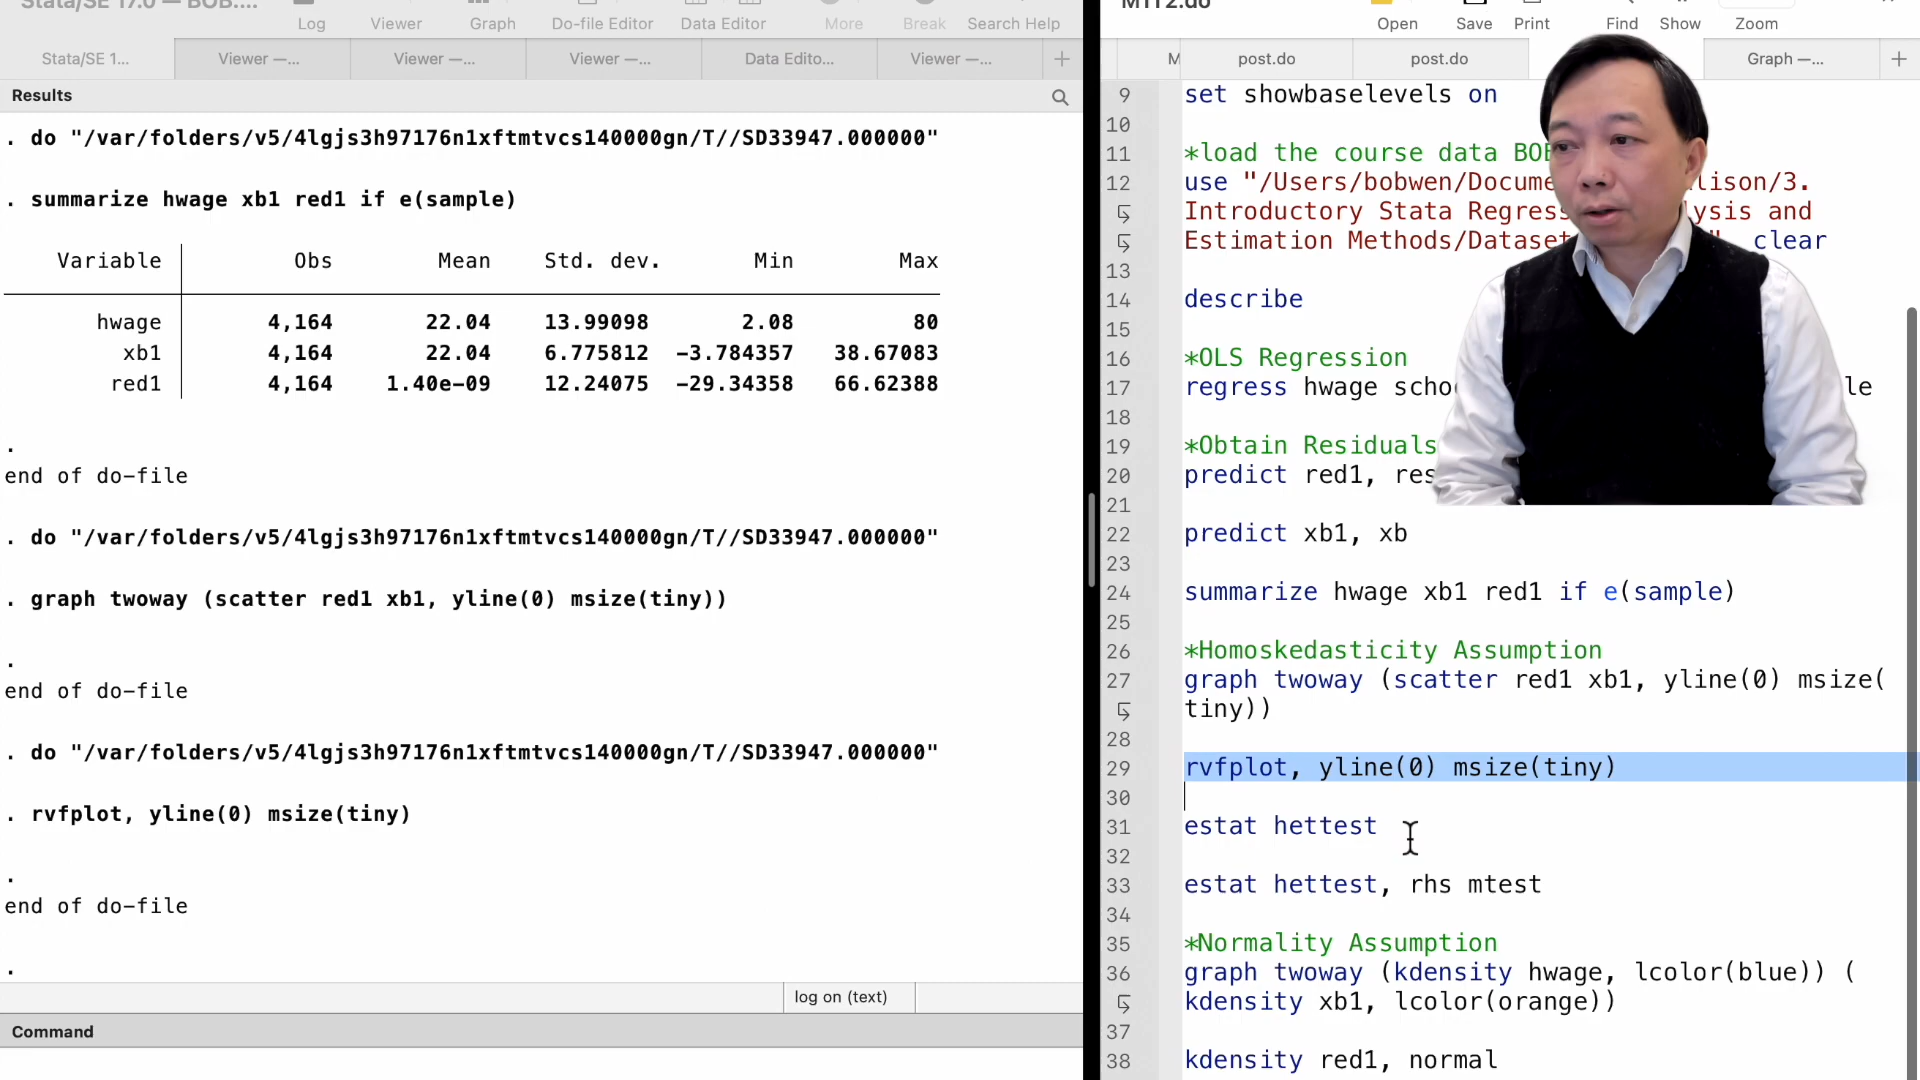 Stata/SE 17.0 — BOB....
Log
Viewer
Graph
Do-file Editor
Data Editor
More
Break
Search Help
Stata/SE 1...
Viewer —...
Viewer —...
Viewer —...
Data Edito...
Viewer —...
Results
. do "/var/folders/v5/4lgjs3h97176n1xftmtvcs140000gn/T//SD33947.000000"
. summarize hwage xb1 red1 if e(sample)
Variable Obs Mean Std. dev. Min Max
hwage 4,164 22.04 13.99098 2.08 80
xb1 4,164 22.04 6.775812 -3.784357 38.67083
red1 4,164 1.40e-09 12.24075 -29.34358 66.62388
.
end of do-file
. do "/var/folders/v5/4lgjs3h97176n1xftmtvcs140000gn/T//SD33947.000000"
. graph twoway (scatter red1 xb1, yline(0) msize(tiny))
.
end of do-file
. do "/var/folders/v5/4lgjs3h97176n1xftmtvcs140000gn/T//SD33947.000000"
. rvfplot, yline(0) msize(tiny)
.
end of do-file
.
log on (text)
Command
Open
Save
Print
Find
Show
Zoom
M
post.do
post.do
Graph —...
9 set showbaselevels on
10
11 *load the course data BOB
12 use "/Users/bobwen/Docume lison/3.
Introductory Stata Regress ysis and
Estimation Methods/Dataset ", clear
13
14 describe
15
16 *OLS Regression
17 regress hwage scho le
18
19 *Obtain Residuals
20 predict red1, res
21
22 predict xb1, xb
23
24 summarize hwage xb1 red1 if e(sample)
25
26 *Homoskedasticity Assumption
27 graph twoway (scatter red1 xb1, yline(0) msize(
tiny))
28
29 rvfplot, yline(0) msize(tiny)
30
31 estat hettest
32
33 estat hettest, rhs mtest
34
35 *Normality Assumption
36 graph twoway (kdensity hwage, lcolor(blue)) (
kdensity xb1, lcolor(orange))
37
38 kdensity red1, normal